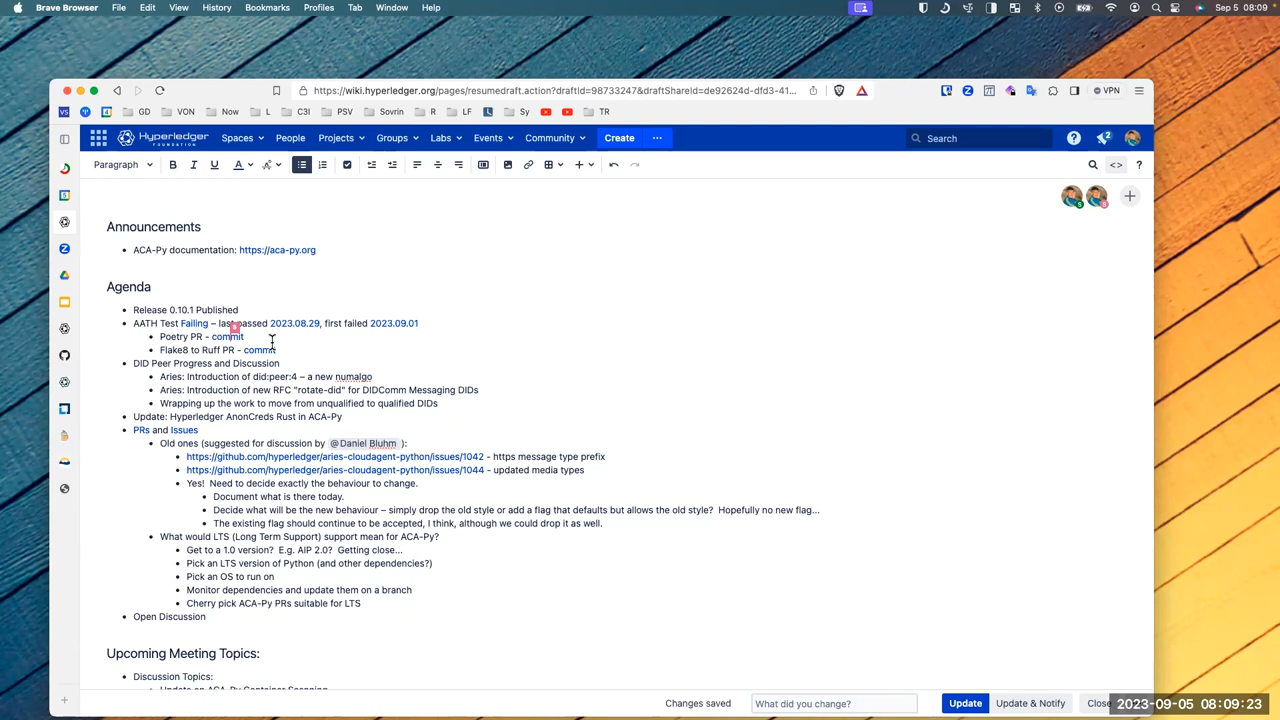 Brave Browser File Edit View History Bookmarks Profiles Tab Window Help
Sep 5 08:09
https://wiki.hyperledger.org/pages/resumedraft.action?draftId=98733247&draftShareId=de92624d-dfd3-41...
VPN
VS GD VON Now L C3I PSV Sovrin R LF Sy TR
HYPERLEDGER FOUNDATION Spaces People Projects Groups Labs Events Community Create ... Search ? 2
Paragraph B I U A <> ?
Announcements
• ACA-Py documentation: https://aca-py.org
Agenda
• Release 0.10.1 Published
• AATH Test Failing – last passed 2023.08.29, first failed 2023.09.01
• Poetry PR - commit
• Flake8 to Ruff PR - commit
• DID Peer Progress and Discussion
• Aries: Introduction of did:peer:4 – a new numalgo
• Aries: Introduction of new RFC "rotate-did" for DIDComm Messaging DIDs
• Wrapping up the work to move from unqualified to qualified DIDs
• Update: Hyperledger AnonCreds Rust in ACA-Py
• PRs and Issues
• Old ones (suggested for discussion by @Daniel Bluhm ):
• https://github.com/hyperledger/aries-cloudagent-python/issues/1042 - https message type prefix
• https://github.com/hyperledger/aries-cloudagent-python/issues/1044 - updated media types
• Yes! Need to decide exactly the behaviour to change.
• Document what is there today.
• Decide what will be the new behaviour – simply drop the old style or add a flag that defaults but allows the old style? Hopefully no new flag...
• The existing flag should continue to be accepted, I think, although we could drop it as well.
• What would LTS (Long Term Support) support mean for ACA-Py?
• Get to a 1.0 version? E.g. AIP 2.0? Getting close...
• Pick an LTS version of Python (and other dependencies?)
• Pick an OS to run on
• Monitor dependencies and update them on a branch
• Cherry pick ACA-Py PRs suitable for LTS
• Open Discussion
Upcoming Meeting Topics:
• Discussion Topics:
• Update on ACA-Py Container Scanning
Changes saved What did you change? Update Update & Notify Close
2023-09-05 08:09:23